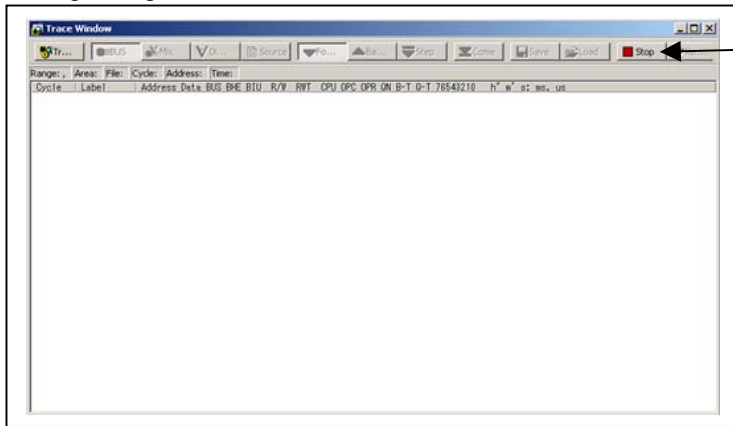 Trace Window
Tr... BUS Mix DI... Source Fo... Ba... Step Come Save Load Stop
Range: , Area: File: Cycle: Address: Time:
Cycle Label Address Data BUS BHE BIU R/W RWT CPU OPC OPR QN B-T Q-T 76543210 h" m' s: ms. us